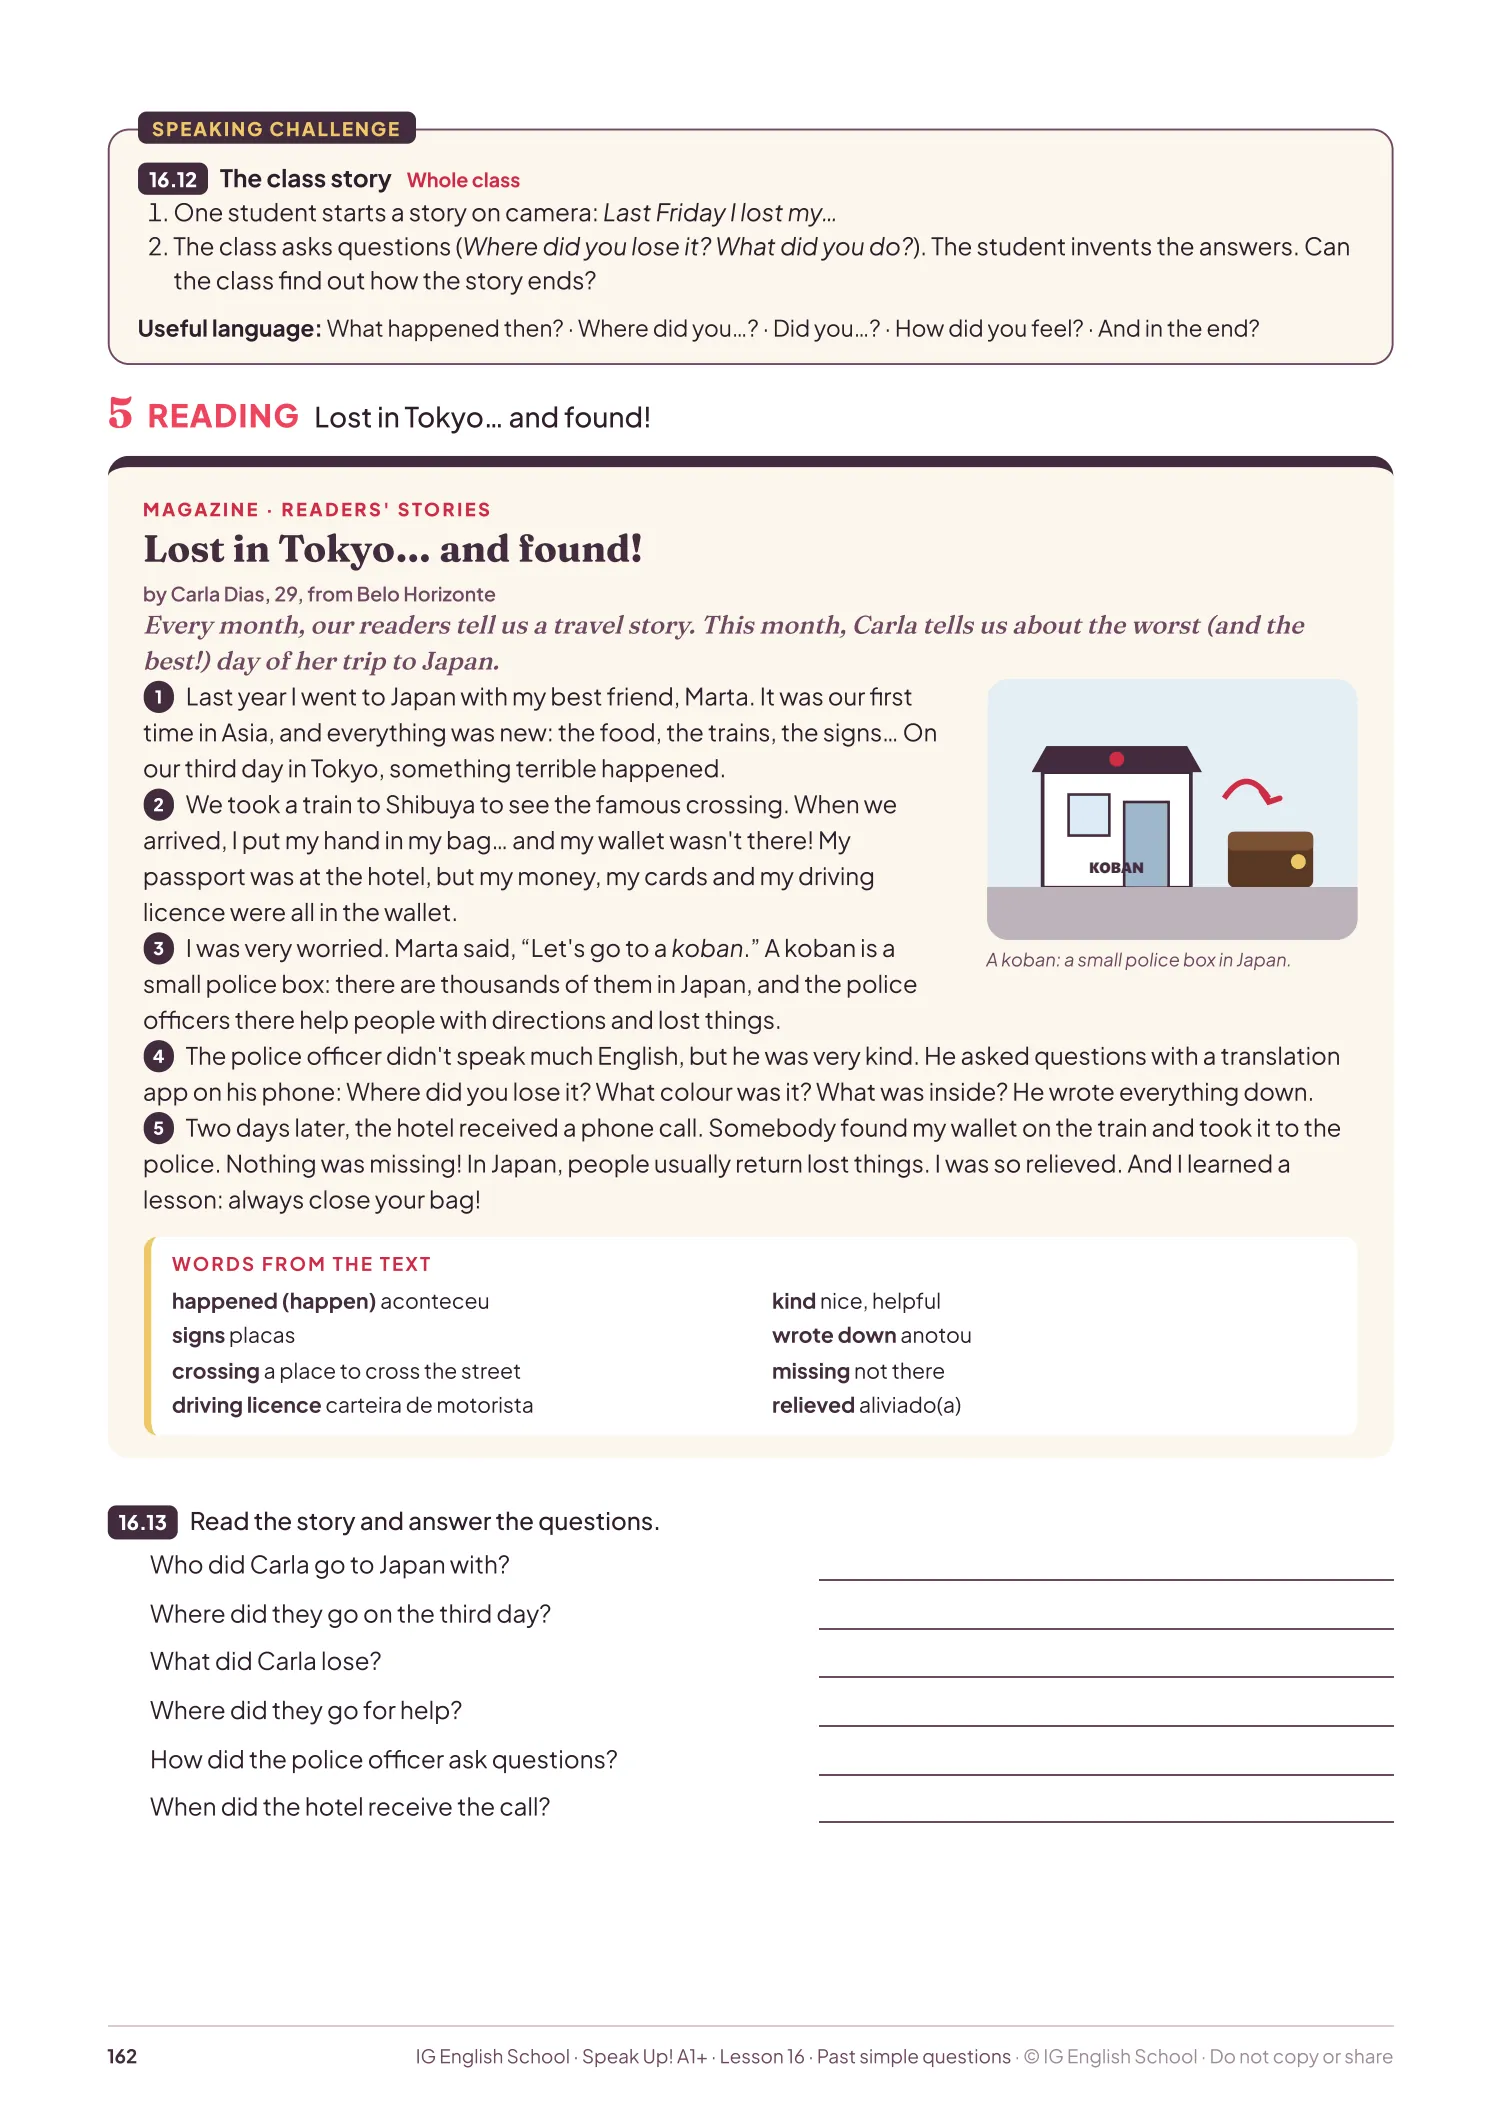 SPEAKING CHALLENGE
16.12 The class story Whole class
1. One student starts a story on camera: Last Friday I lost my...
2. The class asks questions (Where did you lose it? What did you do?). The student invents the answers. Can
the class find out how the story ends?
Useful language: What happened then? · Where did you...? · Did you...? · How did you feel? · And in the end?
5 READING Lost in Tokyo... and found!
MAGAZINE · READERS' STORIES
Lost in Tokyo... and found!
by Carla Dias, 29, from Belo Horizonte
Every month, our readers tell us a travel story. This month, Carla tells us about the worst (and the
best!) day of her trip to Japan.
1 Last year I went to Japan with my best friend, Marta. It was our first
time in Asia, and everything was new: the food, the trains, the signs... On
our third day in Tokyo, something terrible happened.
2 We took a train to Shibuya to see the famous crossing. When we
arrived, I put my hand in my bag... and my wallet wasn't there! My
passport was at the hotel, but my money, my cards and my driving
licence were all in the wallet.
3 I was very worried. Marta said, “Let's go to a koban.” A koban is a
small police box: there are thousands of them in Japan, and the police
officers there help people with directions and lost things.
KOBAN
A koban: a small police box in Japan.
4 The police officer didn't speak much English, but he was very kind. He asked questions with a translation
app on his phone: Where did you lose it? What colour was it? What was inside? He wrote everything down.
5 Two days later, the hotel received a phone call. Somebody found my wallet on the train and took it to the
police. Nothing was missing! In Japan, people usually return lost things. I was so relieved. And I learned a
lesson: always close your bag!
WORDS FROM THE TEXT
happened (happen) aconteceu
signs placas
crossing a place to cross the street
driving licence carteira de motorista
kind nice, helpful
wrote down anotou
missing not there
relieved aliviado(a)
16.13 Read the story and answer the questions.
Who did Carla go to Japan with?
Where did they go on the third day?
What did Carla lose?
Where did they go for help?
How did the police officer ask questions?
When did the hotel receive the call?
162 IG English School · Speak Up! A1+ · Lesson 16 · Past simple questions · © IG English School · Do not copy or share